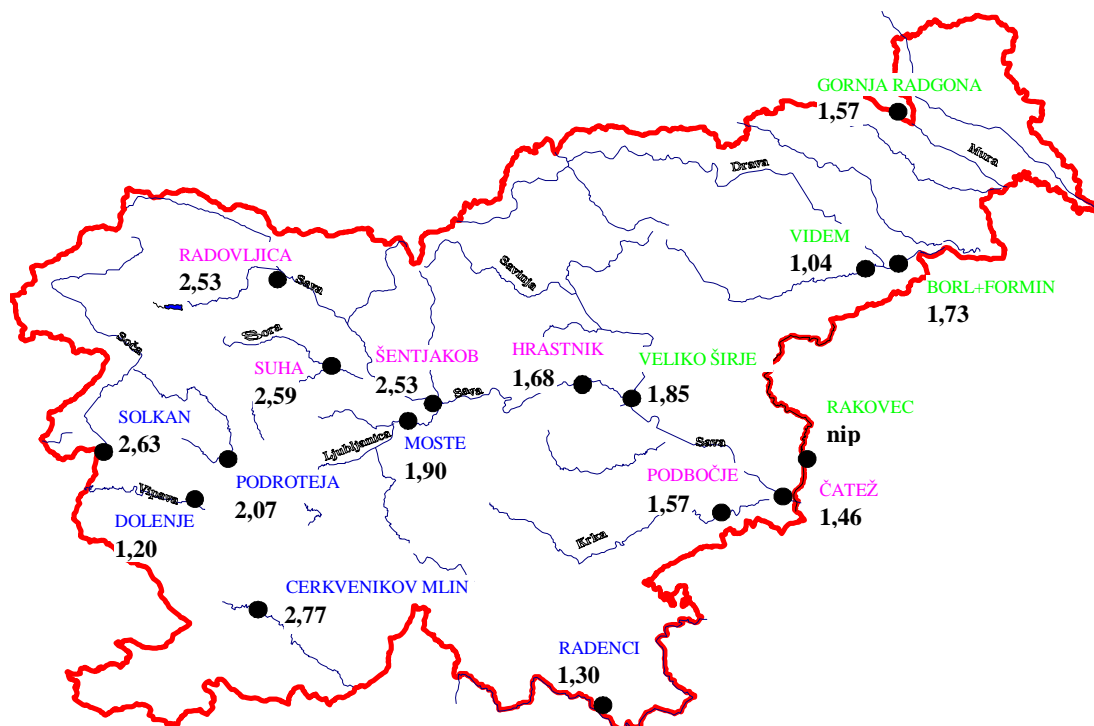 GORNJA RADGONA
1,57
Mura
Drava
VIDEM
1,04
BORL+FORMIN
1,73
RADOVLJICA
2,53
Sava
Savinja
Soča
Sora
SUHA
2,59
ŠENTJAKOB
2,53
Sava
HRASTNIK
1,68
VELIKO ŠIRJE
1,85
SOLKAN
2,63
Ljubljanica
MOSTE
1,90
RAKOVEC
nip
Sava
PODROTEJA
2,07
PODBOČJE
1,57
ČATEŽ
1,46
Vipava
DOLENJE
1,20
Krka
CERKVENIKOV MLIN
2,77
RADENCI
1,30